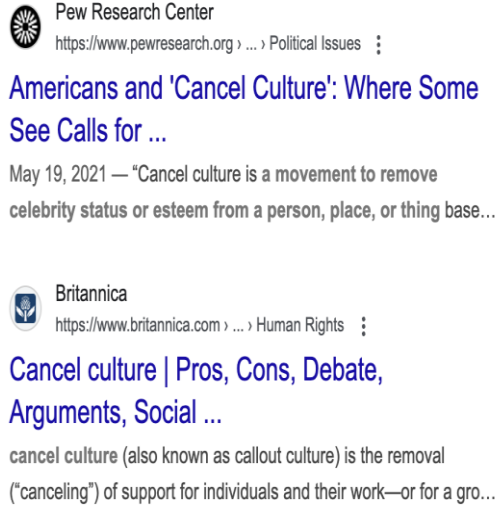 Pew Research Center
https://www.pewresearch.org › ... › Political Issues
Americans and 'Cancel Culture': Where Some
See Calls for ...
May 19, 2021 — “Cancel culture is a movement to remove
celebrity status or esteem from a person, place, or thing base...
Britannica
https://www.britannica.com › ... › Human Rights
Cancel culture | Pros, Cons, Debate,
Arguments, Social ...
cancel culture (also known as callout culture) is the removal
(“canceling”) of support for individuals and their work—or for a gro...